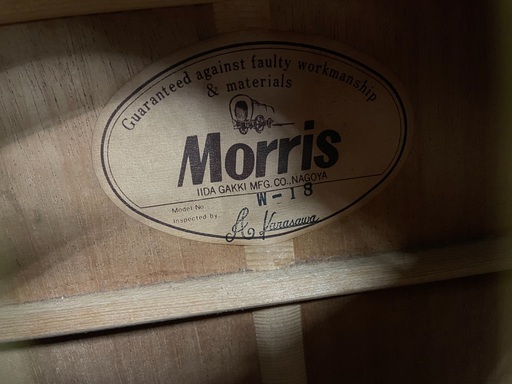 Guaranteed against faulty workmanship
& materials
Morris
IIDA GAKKI MFG. CO., NAGOYA
Model No. W-18
Inspected by.